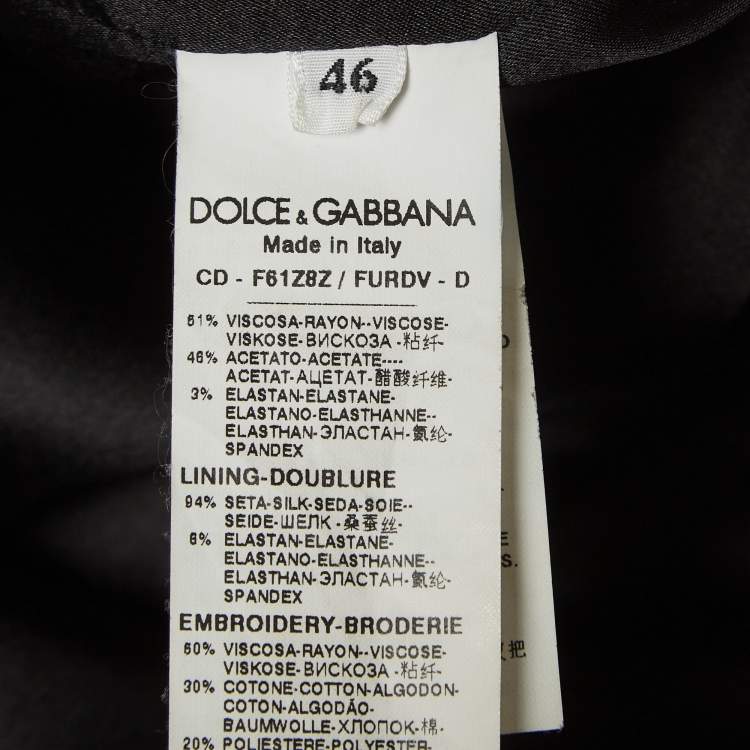 46
DOLCE & GABBANA
Made in Italy
CD - F61Z8Z / FURDV - D
51% VISCOSA-RAYON--VISCOSE-
VISKOSE-ВИСКОЗА-粘纤-
46% ACETATO-ACETATE----
ACETAT-АЦЕТАТ-醋酸纤维-
3% ELASTAN-ELASTANE-
ELASTANO-ELASTHANNE--
ELASTHAN-ЭЛАСТАН-氨纶-
SPANDEX
LINING-DOUBLURE
94% SETA-SILK-SEDA-SOIE--
SEIDE-ШЕЛК-桑蚕丝-
6% ELASTAN-ELASTANE-
ELASTANO-ELASTHANNE--
ELASTHAN-ЭЛАСТАН-氨纶-
SPANDEX
EMBROIDERY-BRODERIE
50% VISCOSA-RAYON--VISCOSE-
VISKOSE-ВИСКОЗА-粘纤-
30% COTONE-COTTON-ALGODON-
COTON-ALGODÃO-
BAUMWOLLE-ХЛОПОК-棉-
20% POLIESTERE-POLYESTER-